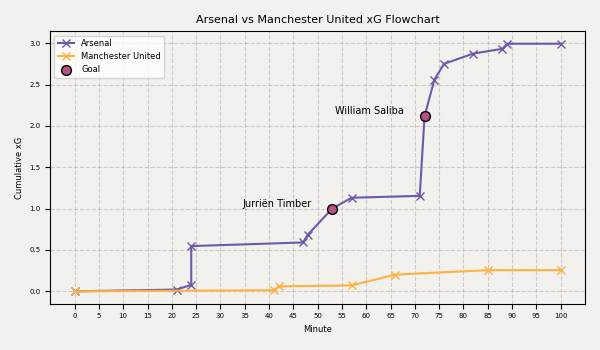 Arsenal vs Manchester United xG Flowchart
Arsenal
Manchester United
Goal
William Saliba
Jurriën Timber
Cumulative xG
3.0
2.5
2.0
1.5
1.0
0.5
0.0
0 5 10 15 20 25 30 35 40 45 50 55 60 65 70 75 80 85 90 95 100
Minute